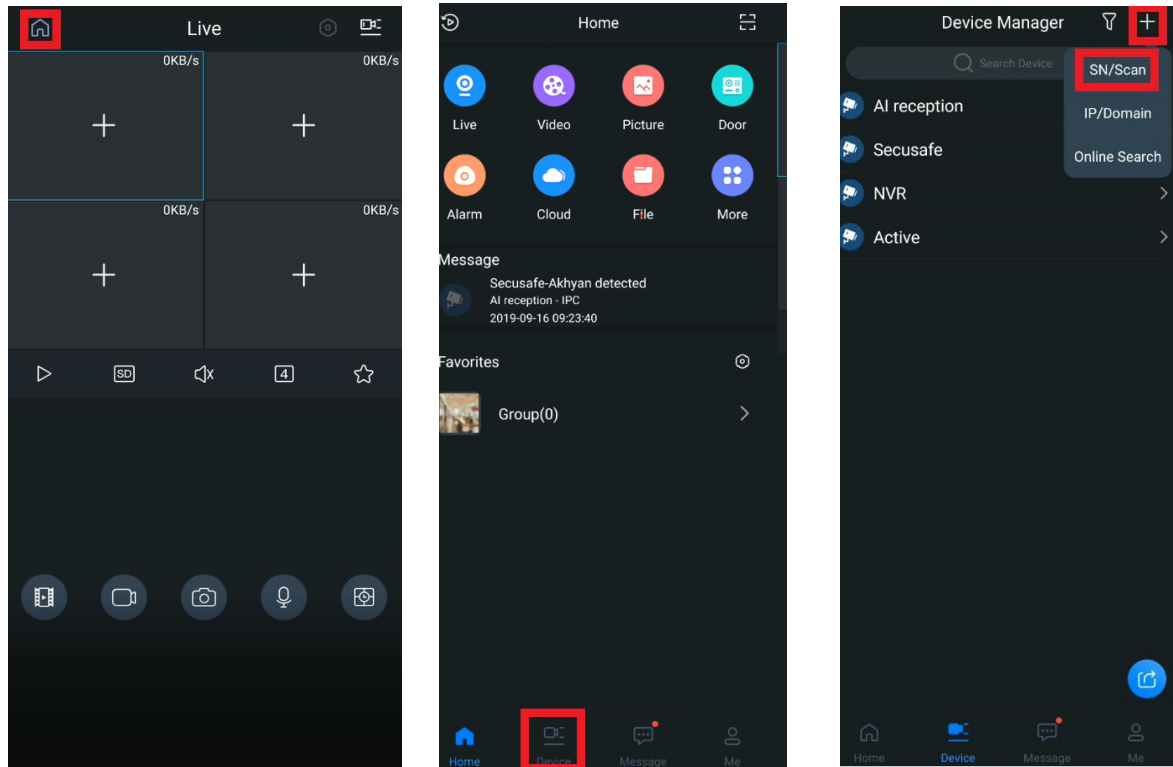 Live
0KB/s 0KB/s
0KB/s 0KB/s
SD 4
Home
Live Video Picture Door
Alarm Cloud File More
Message
Secusafe-Akhyan detected
AI reception - IPC
2019-09-16 09:23:40
Favorites
Group(0)
Home Device Message Me
Device Manager
Search Device
SN/Scan
IP/Domain
Online Search
AI reception
Secusafe
NVR
Active
Home Device Message Me